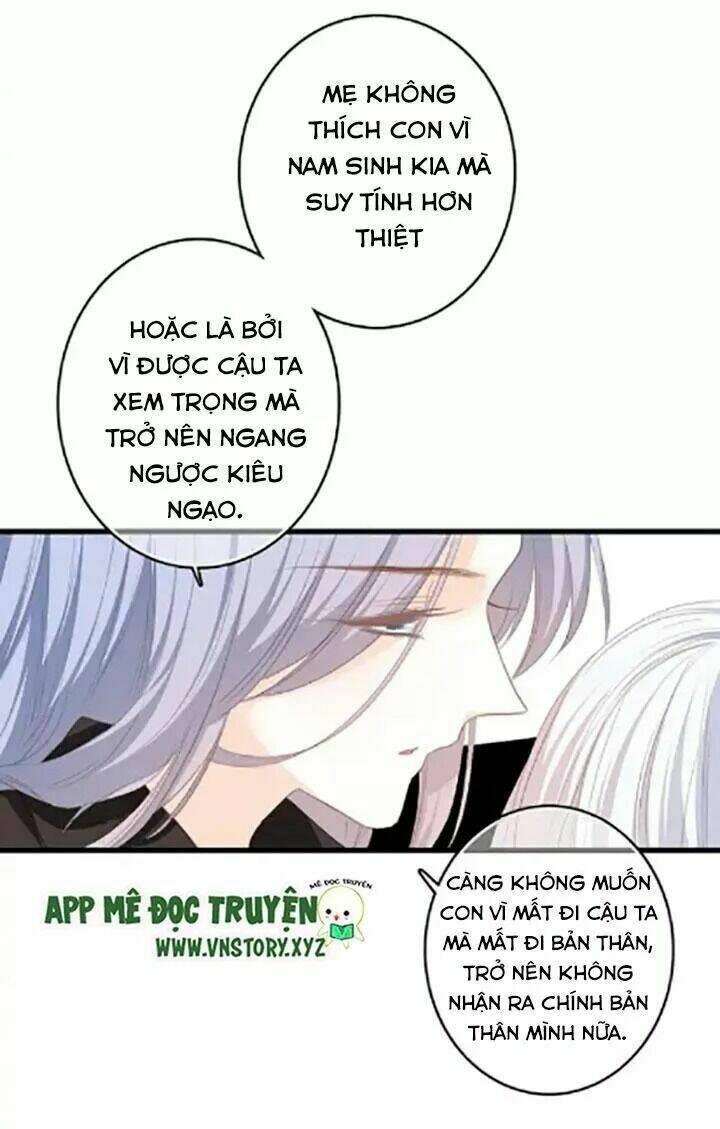 MẸ KHÔNG
THÍCH CON VÌ
NAM SINH KIA MÀ
SUY TÍNH HƠN
THIỆT
HOẶC LÀ BỞI
VÌ ĐƯỢC CẬU TA
XEM TRỌNG MÀ
TRỞ NÊN NGANG
NGƯỢC KIÊU
NGẠO.
MÊ ĐỌC TRUYỆN
APP MÊ ĐỌC TRUYỆN
WWW.VNSTORY.XYZ
CÀNG KHÔNG MUỐN
CON VÌ MẤT ĐI CẬU TA
MÀ MẤT ĐI BẢN THÂN,
TRỞ NÊN KHÔNG
NHẬN RA CHÍNH BẢN
THÂN MÌNH NỮA.